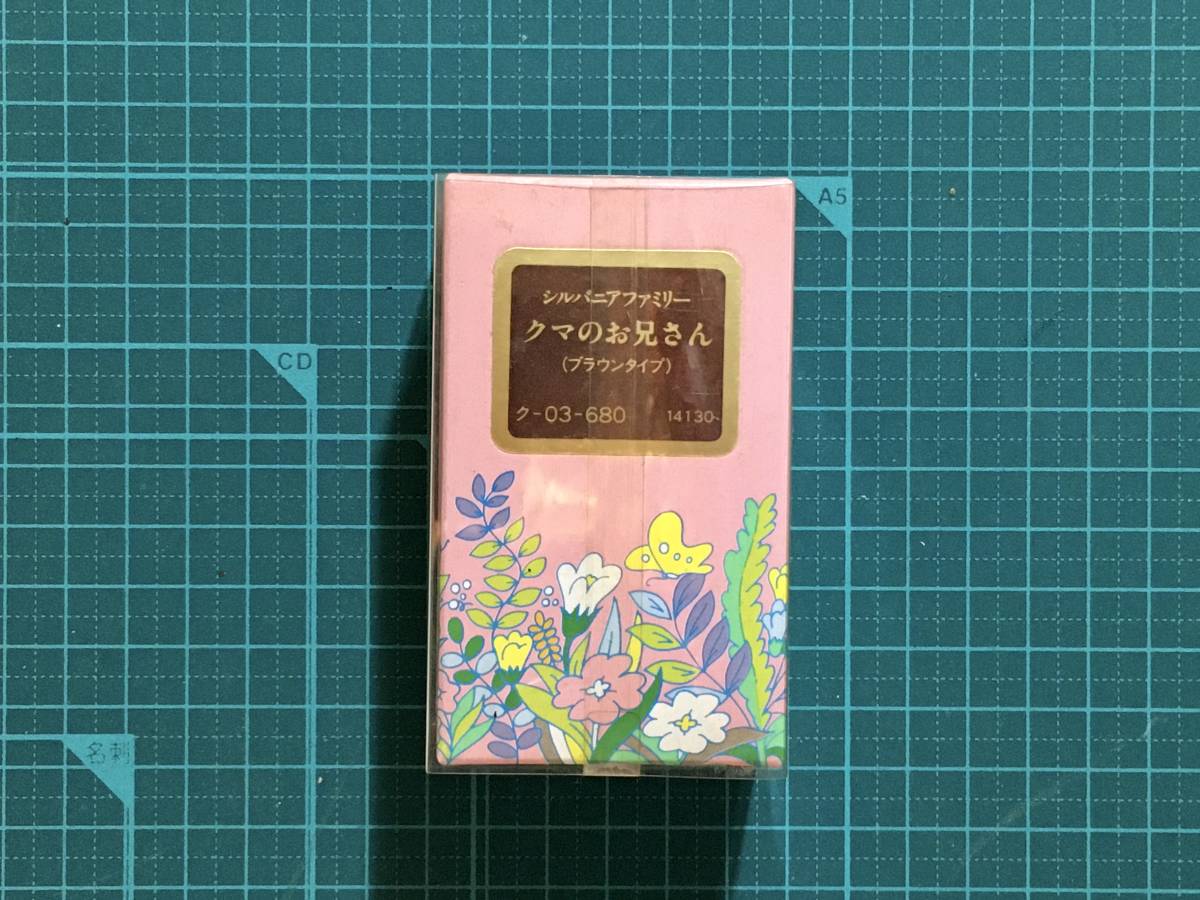 シルバニアファミリー
クマのお兄さん
(ブラウンタイプ)
ク-03-680 14130
A5
CD
名刺